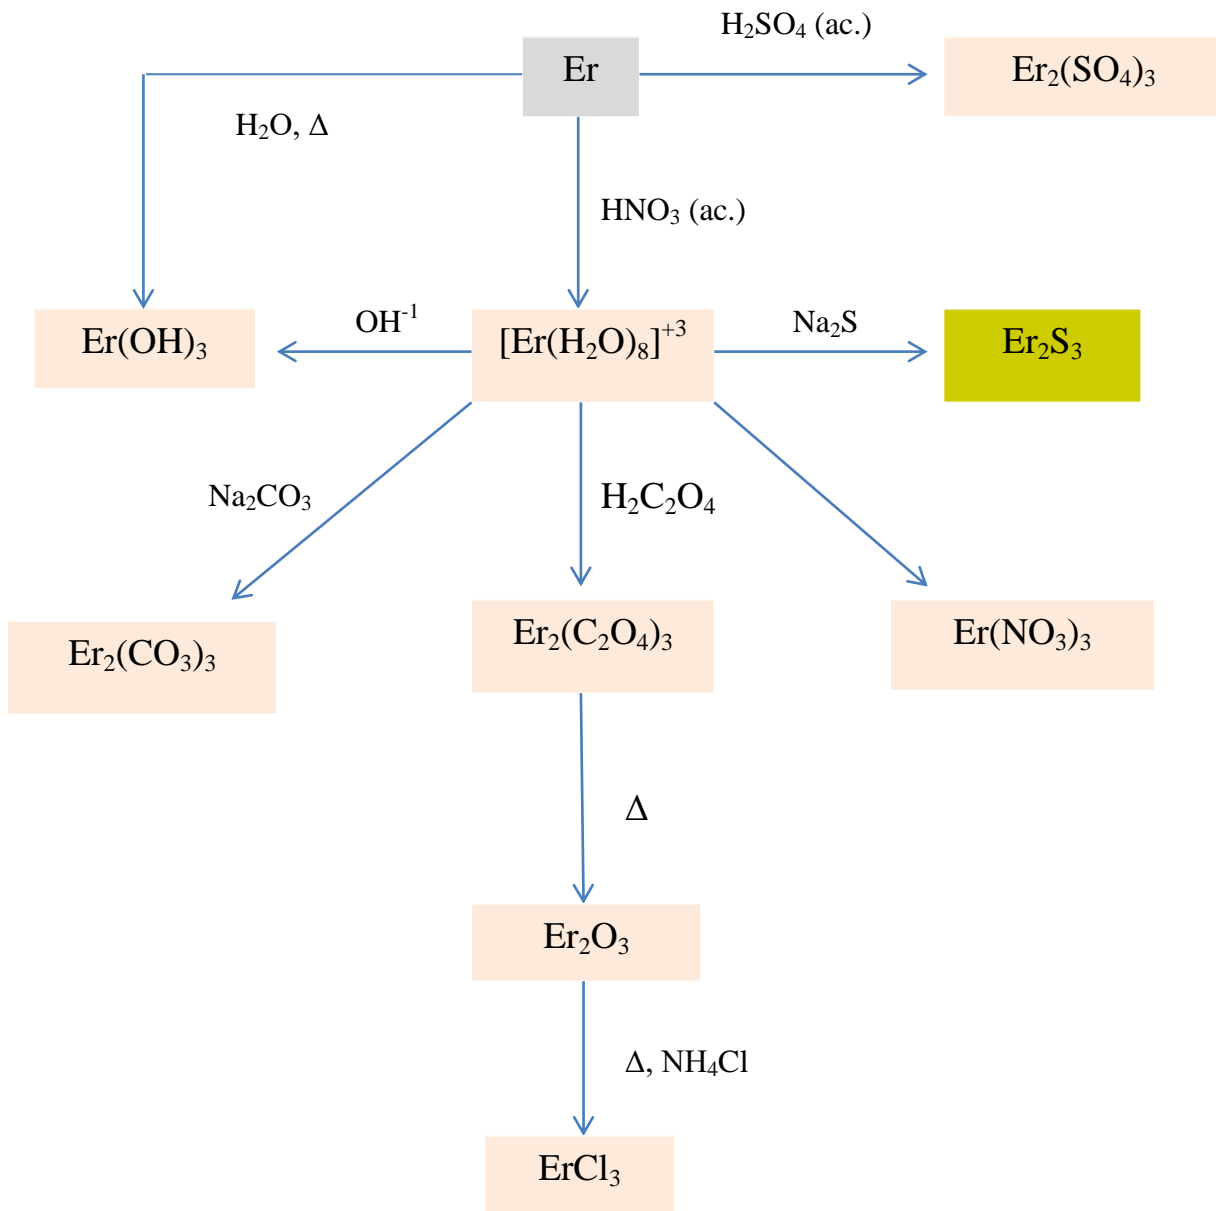 H₂SO₄ (ac.)
Er
Er₂(SO₄)₃
H₂O, Δ
HNO₃ (ac.)
Er(OH)₃
OH⁻¹
[Er(H₂O)₈]⁺³
Na₂S
Er₂S₃
Na₂CO₃
H₂C₂O₄
Er₂(CO₃)₃
Er₂(C₂O₄)₃
Er(NO₃)₃
Δ
Er₂O₃
Δ, NH₄Cl
ErCl₃